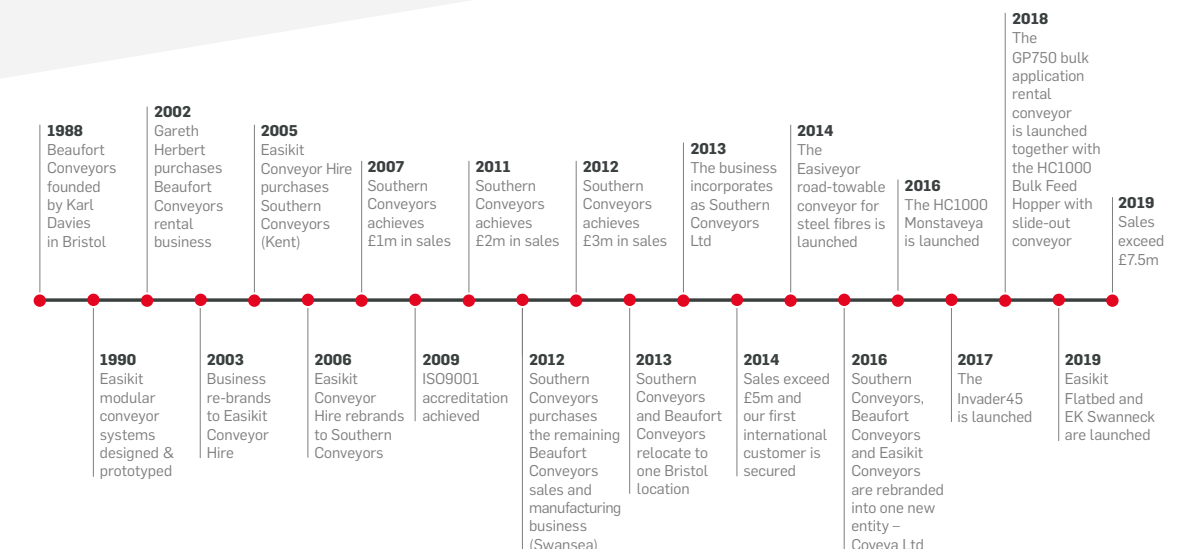 1988
Beaufort
Conveyors
founded
by Karl
Davies
in Bristol
1990
Easikit
modular
conveyor
systems
designed &
prototyped
2002
Gareth
Herbert
purchases
Beaufort
Conveyors
rental
business
2003
Business
re-brands
to Easikit
Conveyor
Hire
2005
Easikit
Conveyor Hire
purchases
Southern
Conveyors
(Kent)
2006
Easikit
Conveyor
Hire rebrands
to Southern
Conveyors
2007
Southern
Conveyors
achieves
£1m in sales
2009
ISO9001
accreditation
achieved
2011
Southern
Conveyors
achieves
£2m in sales
2012
Southern
Conveyors
purchases
the remaining
Beaufort
Conveyors
sales and
manufacturing
business
(Swansea)
2012
Southern
Conveyors
achieves
£3m in sales
2013
Southern
Conveyors
and Beaufort
Conveyors
relocate to
one Bristol
location
2013
The business
incorporates
as Southern
Conveyors
Ltd
2014
Sales exceed
£5m and
our first
international
customer is
secured
2014
The
Easiveyor
road-towable
conveyor for
steel fibres is
launched
2016
Southern
Conveyors,
Beaufort
Conveyors
and Easikit
Conveyors
are rebranded
into one new
entity –
Coveya Ltd
2016
The HC1000
Monstaveya
is launched
2017
The
Invader45
is launched
2018
The
GP750 bulk
application
rental
conveyor
is launched
together with
the HC1000
Bulk Feed
Hopper with
slide-out
conveyor
2019
Easikit
Flatbed and
EK Swanneck
are launched
2019
Sales
exceed
£7.5m